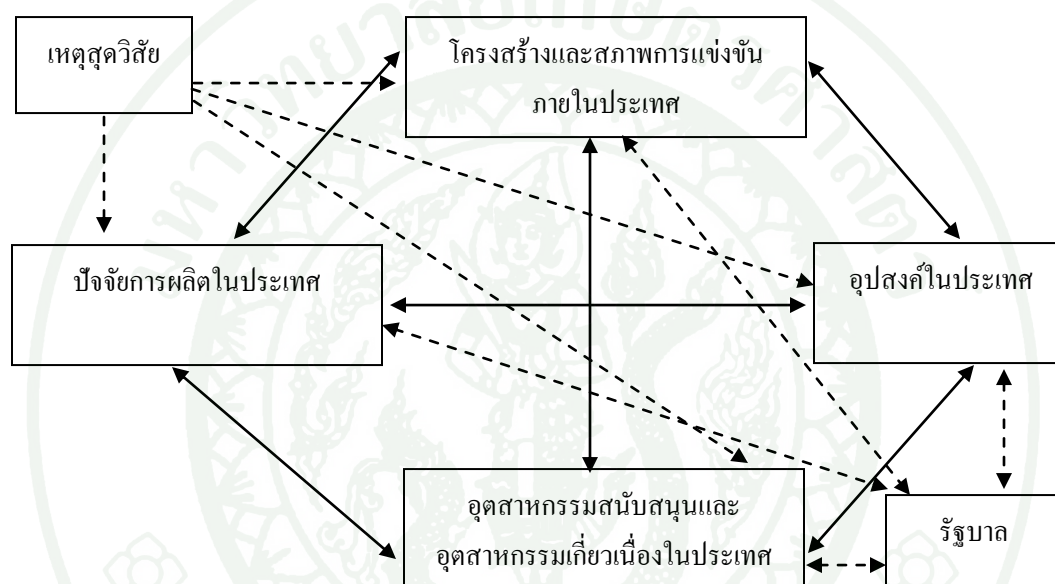 เหตุสุดวิสัย
โครงสร้างและสภาพการแข่งขัน
ภายในประเทศ
ปัจจัยการผลิตในประเทศ
อุปสงค์ในประเทศ
อุตสาหกรรมสนับสนุนและ
อุตสาหกรรมเกี่ยวเนื่องในประเทศ
รัฐบาล